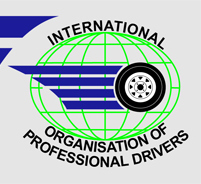 INTERNATIONAL
ORGANISATION OF
PROFESSIONAL DRIVERS